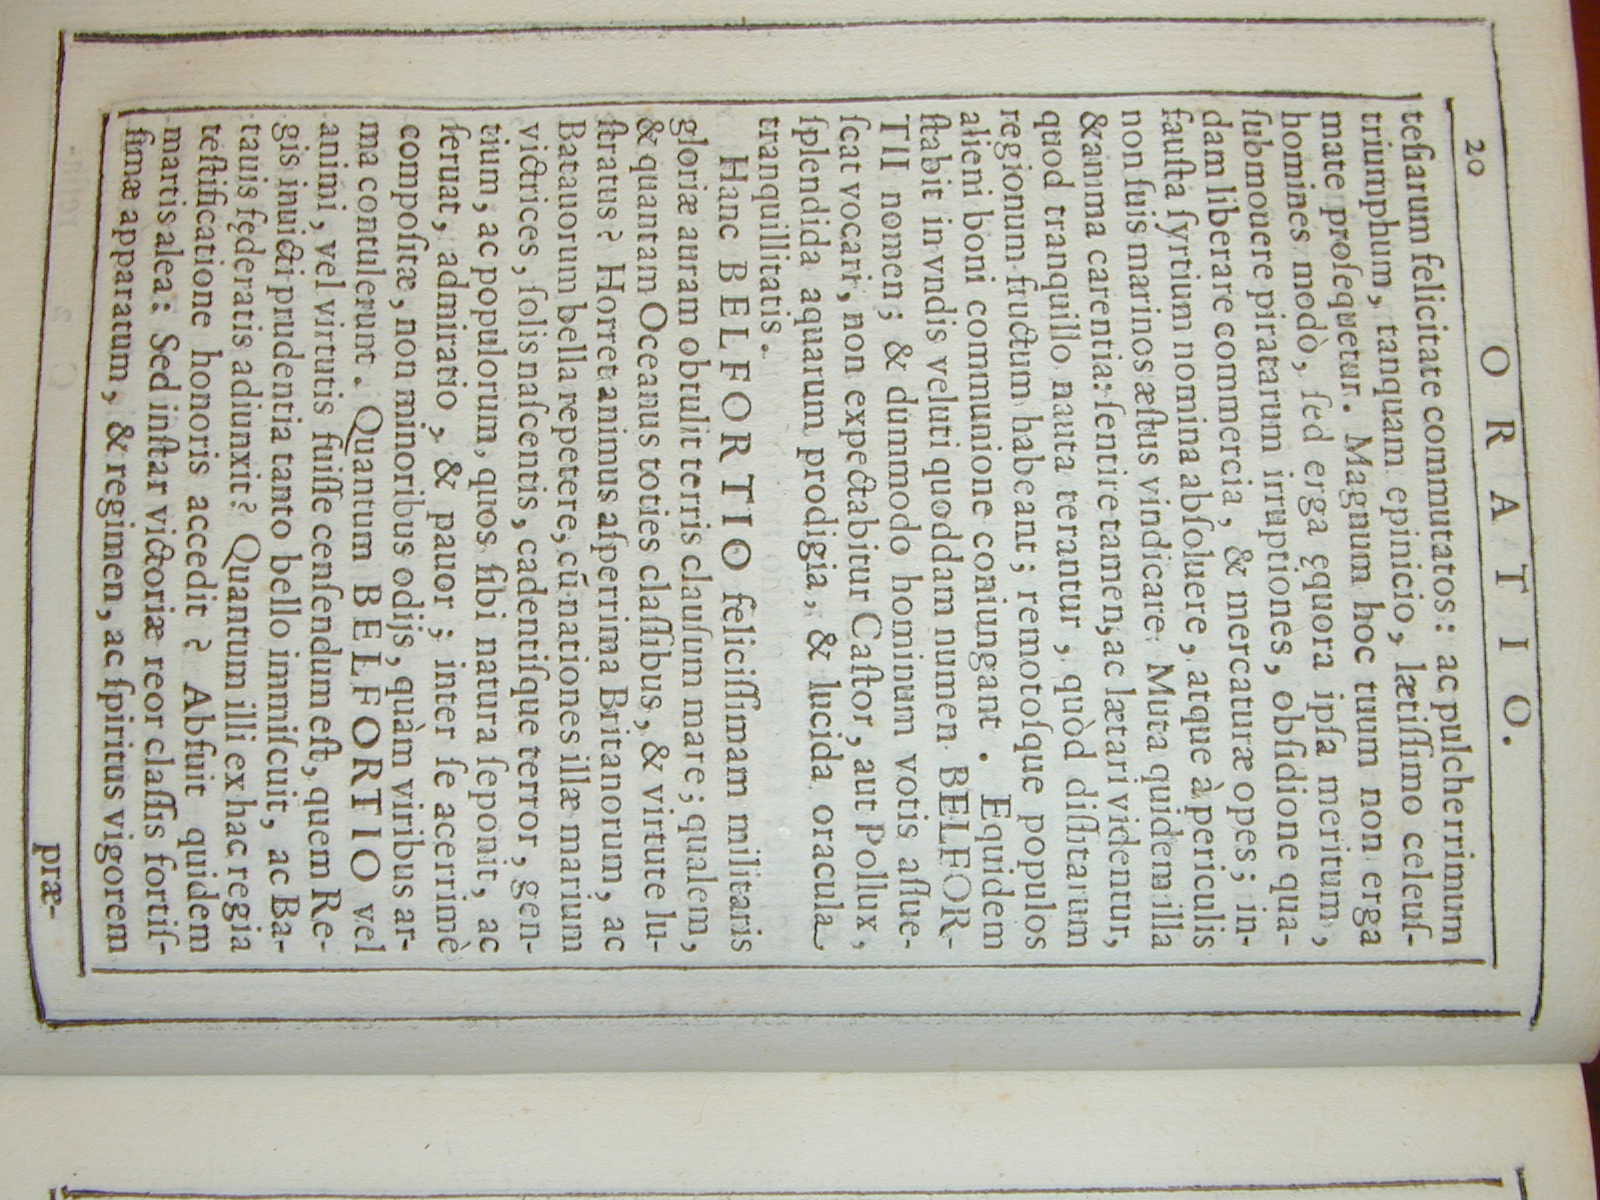 20 ORATIO.
teſiarum felicitate commutatos: ac pulcherrimum
triumphum, tanquam epinicio, lætiſſimo celeuſ-
mate proſequetur. Magnum hoc tuum non erga
homines modò, ſed erga ęquora ipſa meritum,
ſubmouere piratarum irruptiones, obſidione qua-
dam liberare commercia, & mercaturæ opes; in-
fauſta ſyrtium nomina abſoluere, atque à periculis
non ſuis marinos æſtus vindicare. Muta quidem illa
& anima carentia: ſentire tamen, ac lætari videntur,
quod tranquillo nauta terantur, quòd diſſitarum
regionum fructum habeant; remotoſque populos
alieni boni communione coniungant. Equidem
ſtabit in vndis veluti quoddam numen BELFOR-
TII nomen; & dummodo hominum votis aſſue-
ſcat vocari, non expectabitur Caſtor, aut Pollux,
ſplendida aquarum prodigia, & lucida oracula
tranquillitatis.
Hanc BELFORTIO feliciſſimam militaris
gloriæ auram obtulit terris clauſum mare; qualem,
& quantam Oceanus toties claſſibus, & virtute lu-
ſtratus? Horret animus aſperrima Britanorum, ac
Batauorum bella repetere, cū nationes illæ marium
victrices, ſolis naſcentis, cadentiſque terror, gen-
tium, ac populorum, quos ſibi natura ſeponit, ac
ſeruat, admiratio, & pauor; inter ſe acerrimè
compoſitæ, non minoribus odijs, quàm viribus ar-
ma contulerunt. Quantum BELFORTIO vel
animi, vel virtutis fuiſſe cenſendum eſt, quem Re-
gis inuicti prudentia tanto bello immiſcuit, ac Ba-
tauis fęderatis adiunxit? Quantum illi ex hac regia
teſtificatione honoris accedit? Abfuit quidem
martis alea: Sed inſtar victoriæ reor claſſis fortiſ-
ſimæ apparatum, & regimen, ac ſpiritus vigorem
præ-